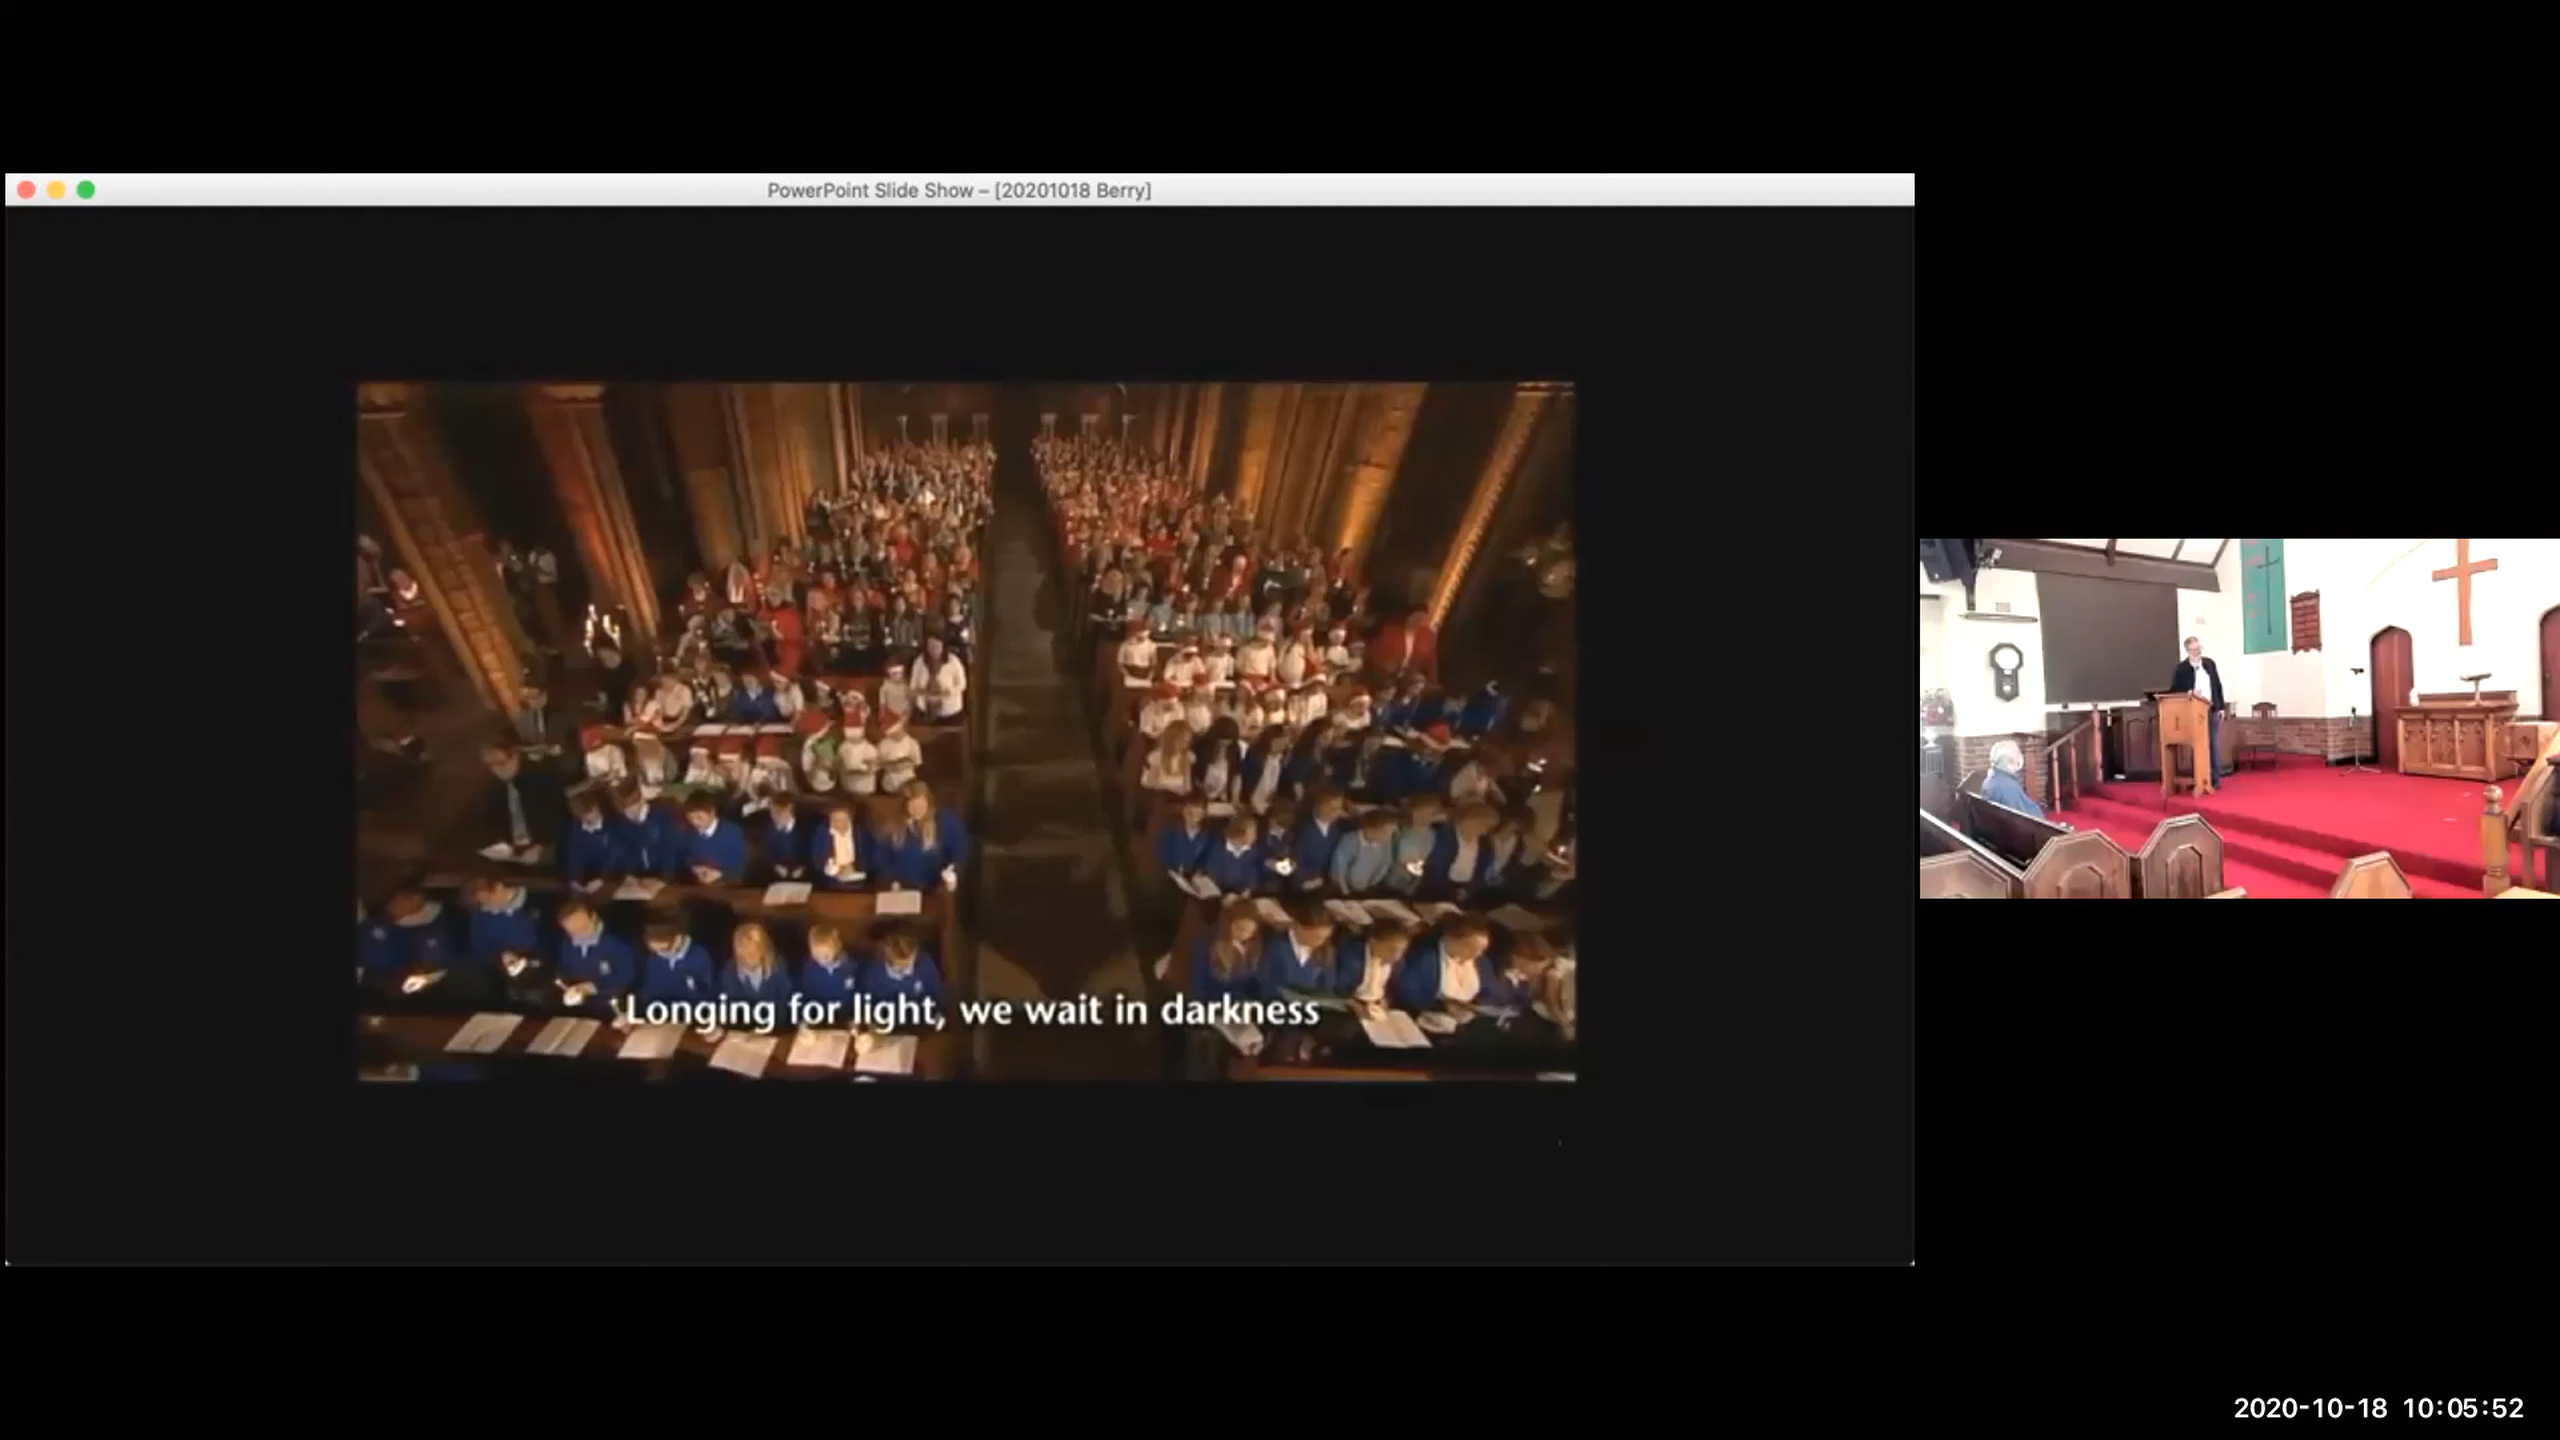 PowerPoint Slide Show – [20201018 Berry]
Longing for light, we wait in darkness
2020-10-18 10:05:52